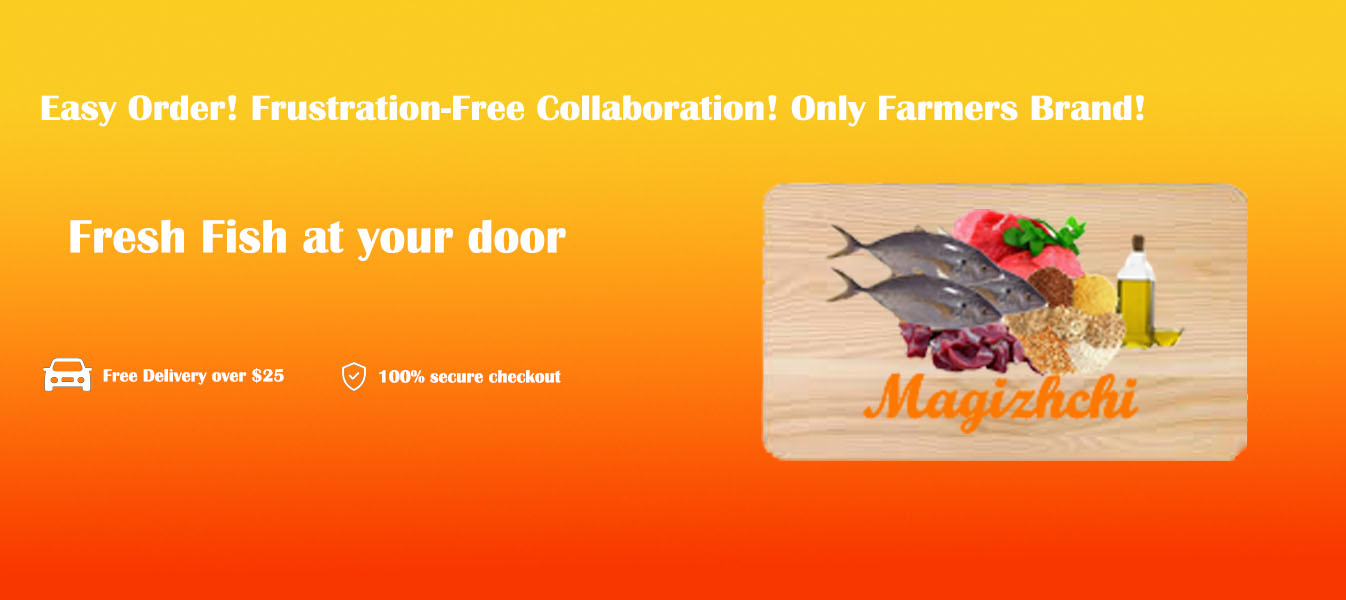 Easy Order! Frustration-Free Collaboration! Only Farmers Brand!
Fresh Fish at your door
Free Delivery over $25
100% secure checkout
Magizhchi